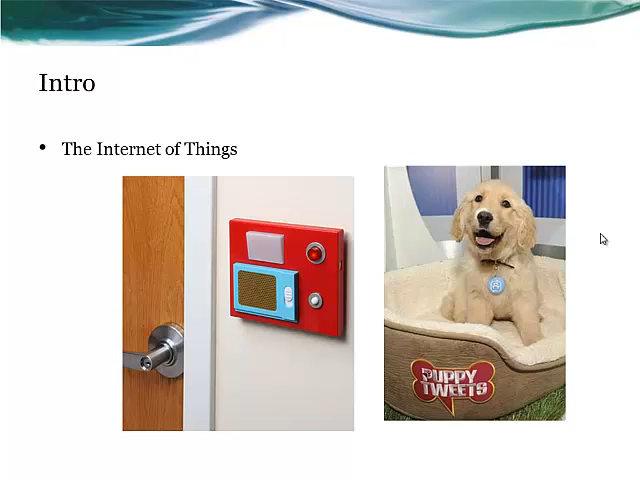 Intro
• The Internet of Things
PUPPY
TWEETS